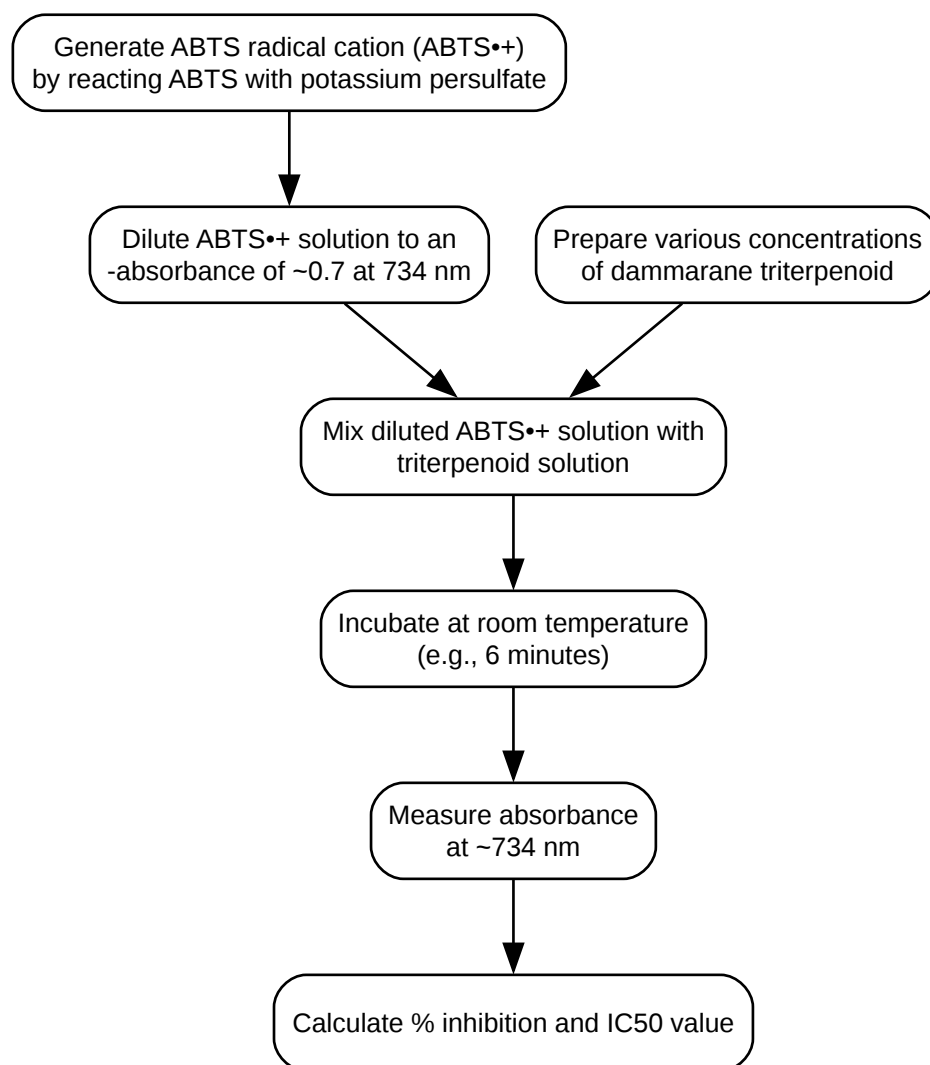 Generate ABTS radical cation (ABTS•+)
by reacting ABTS with potassium persulfate
Dilute ABTS•+ solution to an
-absorbance of ~0.7 at 734 nm
Prepare various concentrations
of dammarane triterpenoid
Mix diluted ABTS•+ solution with
triterpenoid solution
Incubate at room temperature
(e.g., 6 minutes)
Measure absorbance
at ~734 nm
Calculate % inhibition and IC50 value